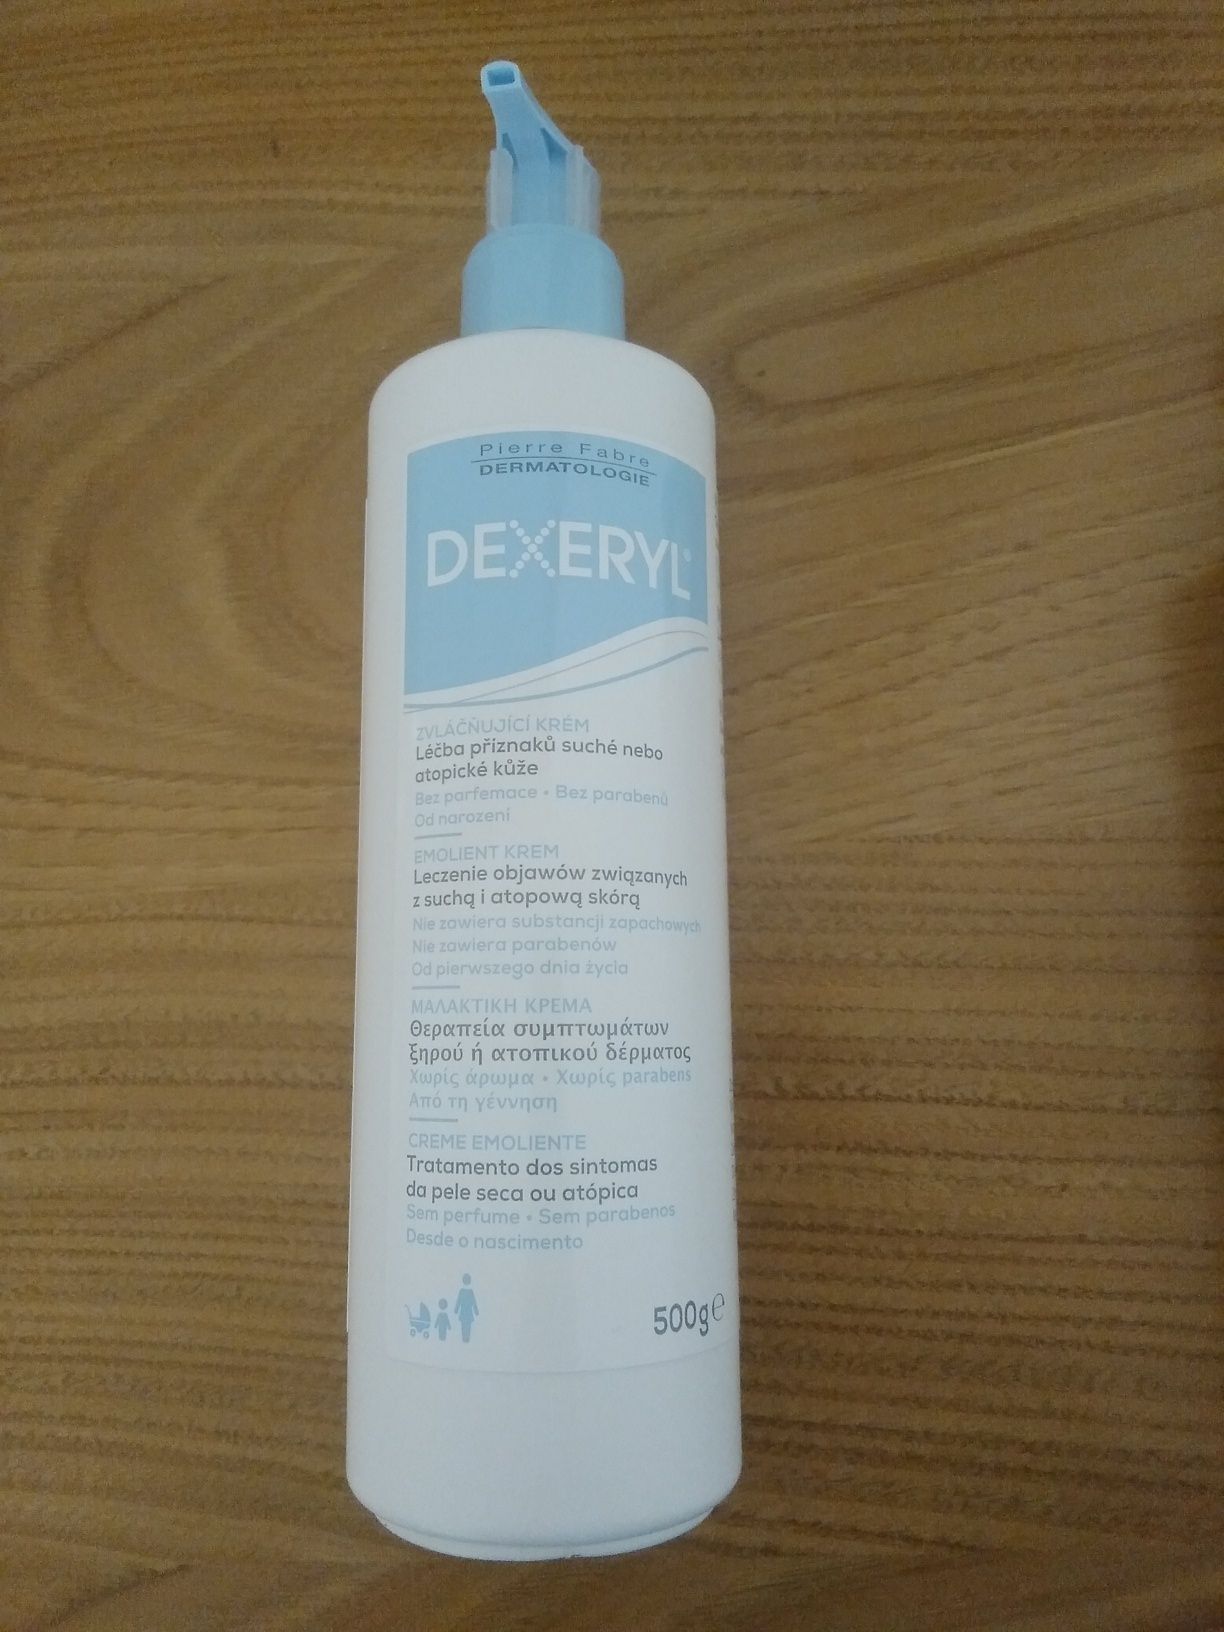 Pierre Fabre
DERMATOLOGIE
DEXERYL®
ZVLÁČŇUJÍCÍ KRÉM
Léčba příznaků suché nebo
atopické kůže
Bez parfemace • Bez parabenů
Od narození
EMOLIENT KREM
Leczenie objawów związanych
z suchą i atopową skórą
Nie zawiera substancji zapachowych
Nie zawiera parabenów
Od pierwszego dnia życia
ΜΑΛΑΚΤΙΚΗ ΚΡΕΜΑ
Θεραπεία συμπτωμάτων
ξηρού ή ατοπικού δέρματος
Χωρίς άρωμα • Χωρίς parabens
Από τη γέννηση
CREME EMOLIENTE
Tratamento dos sintomas
da pele seca ou atópica
Sem perfume • Sem parabenos
Desde o nascimento
500g℮